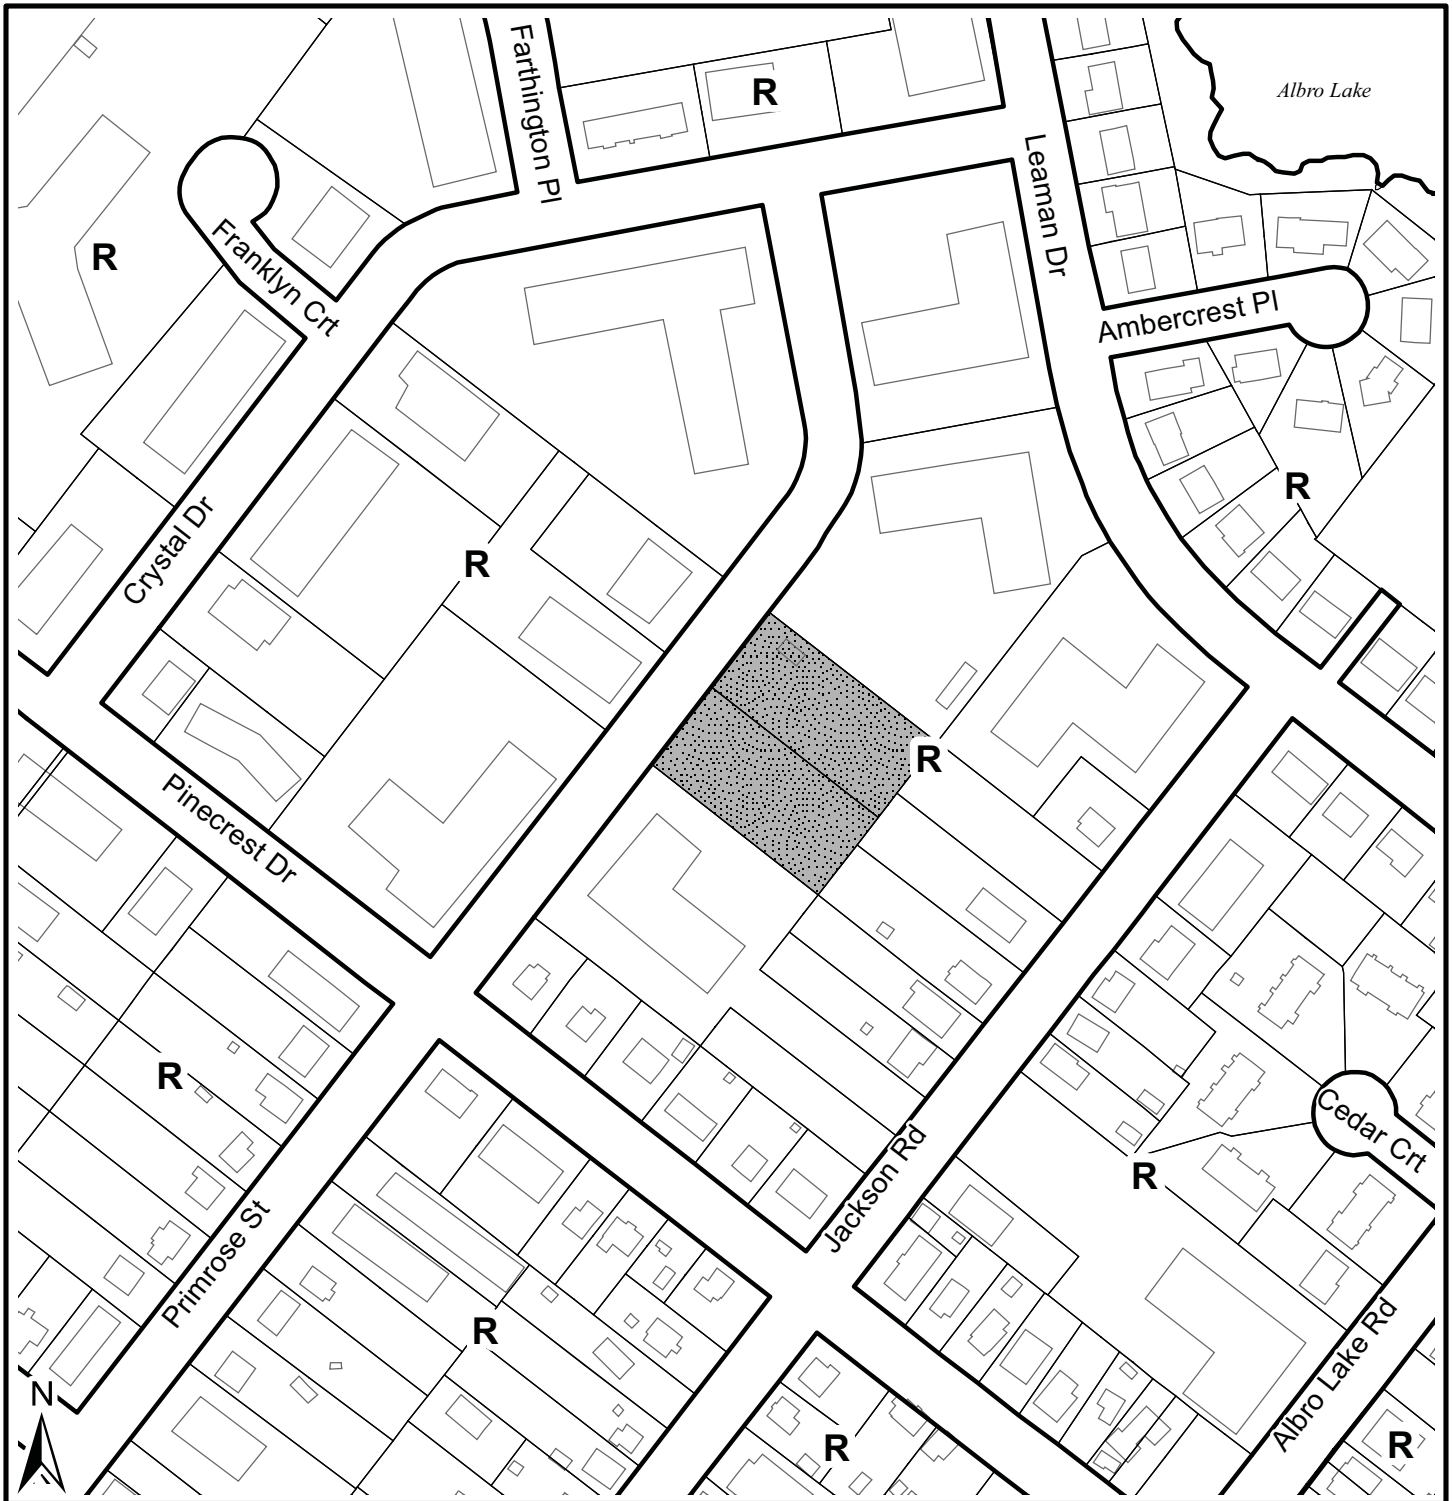 Farthington Pl
R
Albro Lake
Leaman Dr
R
Franklyn Crt
Ambercrest Pl
R
Crystal Dr
R
R
Pinecrest Dr
R
Cedar Crt
Jackson Rd
R
Primrose St
R
Albro Lake Rd
N
R
R